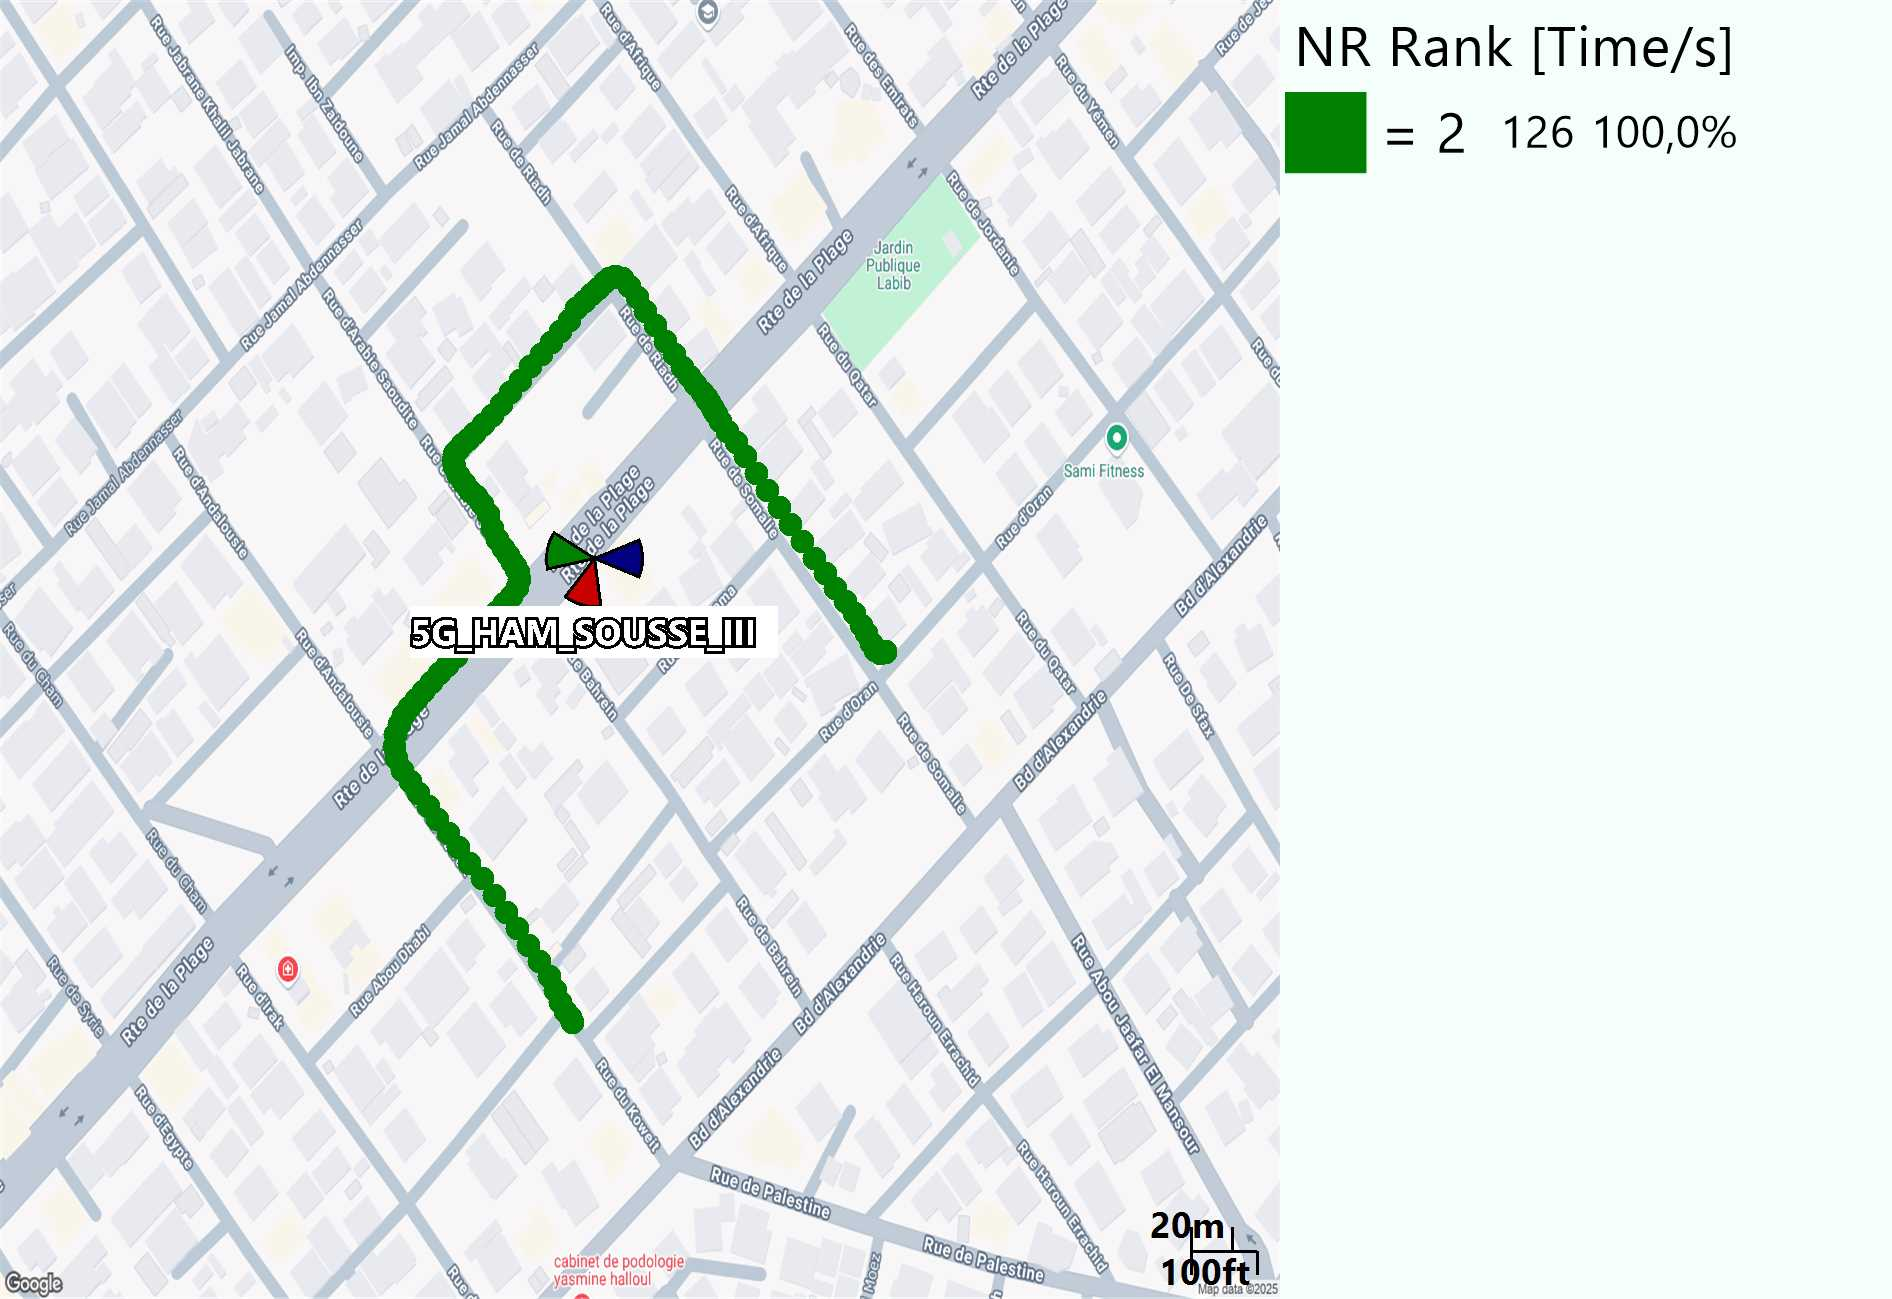 NR Rank [Time/s]
= 2 126 100,0%
Rue Jabrane Khalil Jabrane
Imp. Ibn Zaidoune
Rue Jamal Abdennasser
Rue d'Afrique
Rue des Emirats
Rte de la Plage
Rue du Yémen
Rue de Riadh
Rue d'Afrique
Rue de Jordanie
Jardin
Publique
Labib
Rte de la Plage
Rue Jamal Abdennasser
Rue d'Arabie Saoudite
Rue de Riadh
Rue du Qatar
Rue Jamal Abdennasser
Rue d'Andalousie
Rue de Somalie
Sami Fitness
Rue d'Oran
Bd d'Alexandrie
de la Plage
de la Plage
5G_HAM_SOUSSE_III
Rue du Cham
Rue d'Andalousie
Bahrein
Rue du Qatar
Rue De Sfax
Rue d'Oran
Rue de Somalie
Bd d'Alexandrie
Rte de
Rue du Cham
Rue de Bahrein
Rue de Syrie
Rte de la Plage
Rue d'Irak
Rue Abou Dhabi
Bd d'Alexandrie
Rue Haroun Errachid
Rue Abou Jaafar El Mansour
Rue d'Egypte
Rue du Koweit
Bd d'Alexandrie
Rue de Palestine
Rue Haroun Errachid
Rue de Palestine
Moez
cabinet de podologie
yasmine halloul
20m
100ft
Google
Map data ©2025